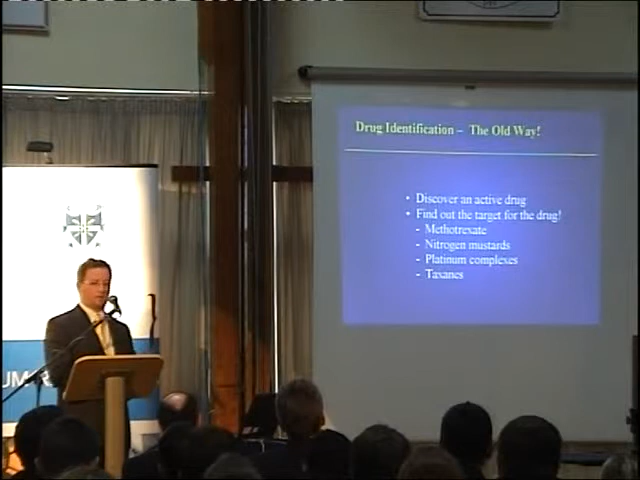 Drug Identification – The Old Way!
• Discover an active drug
• Find out the target for the drug!
- Methotrexate
- Nitrogen mustards
- Platinum complexes
- Taxanes